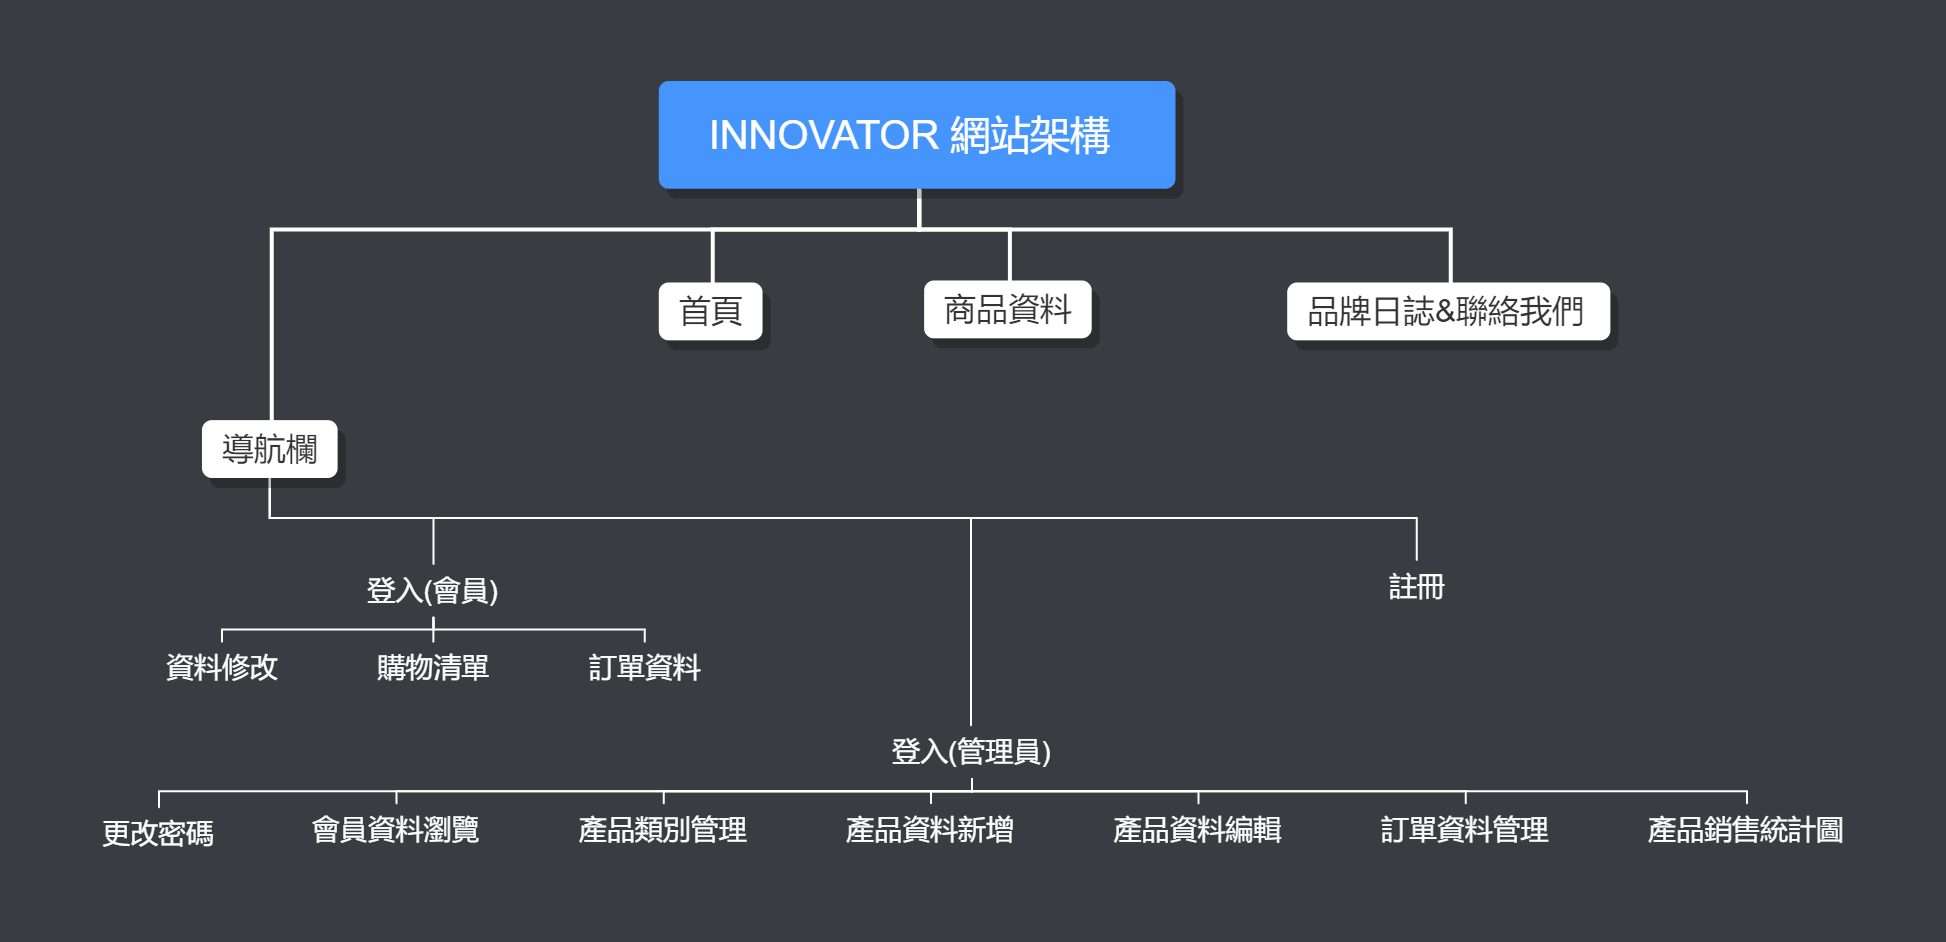 INNOVATOR 網站架構
首頁
商品資料
品牌日誌&聯絡我們
導航欄
登入(會員)
註冊
資料修改
購物清單
訂單資料
登入(管理員)
更改密碼
會員資料瀏覽
產品類別管理
產品資料新增
產品資料編輯
訂單資料管理
產品銷售統計圖